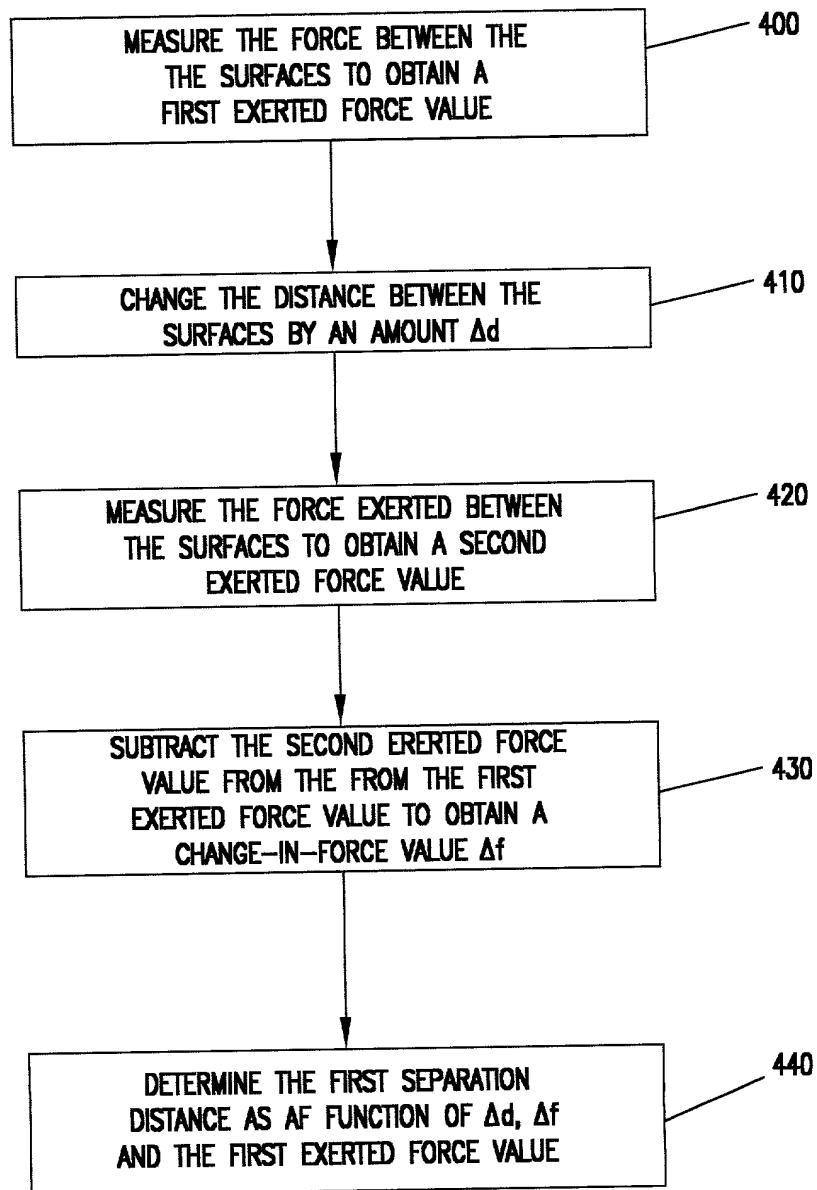 MEASURE THE FORCE BETWEEN THE
THE SURFACES TO OBTAIN A
FIRST EXERTED FORCE VALUE
400
CHANGE THE DISTANCE BETWEEN THE
SURFACES BY AN AMOUNT Δd
410
MEASURE THE FORCE EXERTED BETWEEN
THE SURFACES TO OBTAIN A SECOND
EXERTED FORCE VALUE
420
SUBTRACT THE SECOND ERERTED FORCE
VALUE FROM THE FROM THE FIRST
EXERTED FORCE VALUE TO OBTAIN A
CHANGE-IN-FORCE VALUE Δf
430
DETERMINE THE FIRST SEPARATION
DISTANCE AS AF FUNCTION OF Δd, Δf
AND THE FIRST EXERTED FORCE VALUE
440